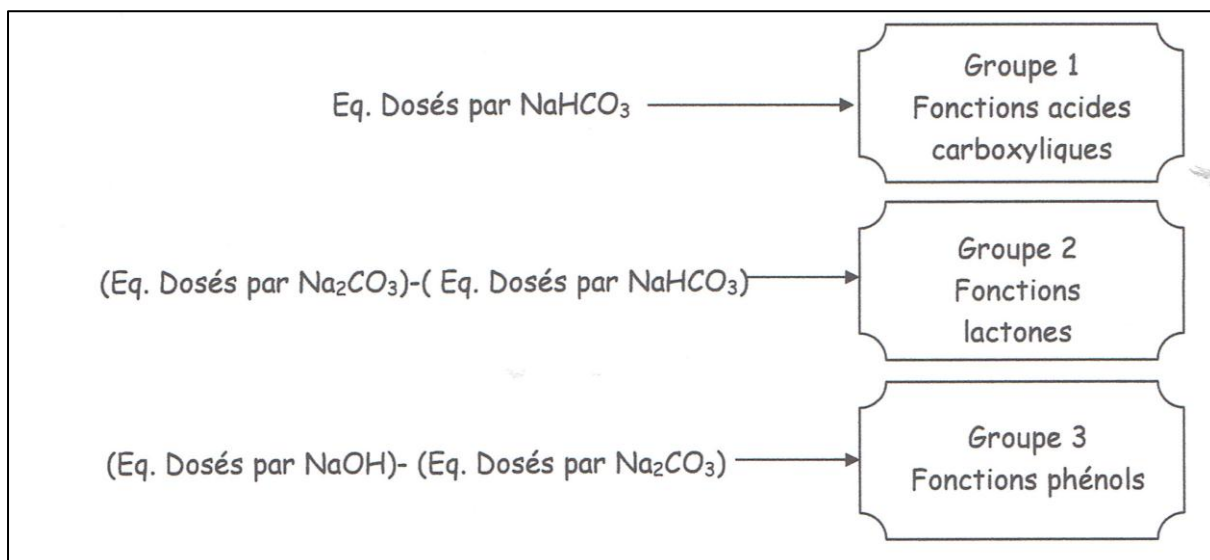 Groupe 1
Eq. Dosés par NaHCO₃
Fonctions acides
carboxyliques
Groupe 2
(Eq. Dosés par Na₂CO₃)-( Eq. Dosés par NaHCO₃)
Fonctions
lactones
Groupe 3
(Eq. Dosés par NaOH)- (Eq. Dosés par Na₂CO₃)
Fonctions phénols